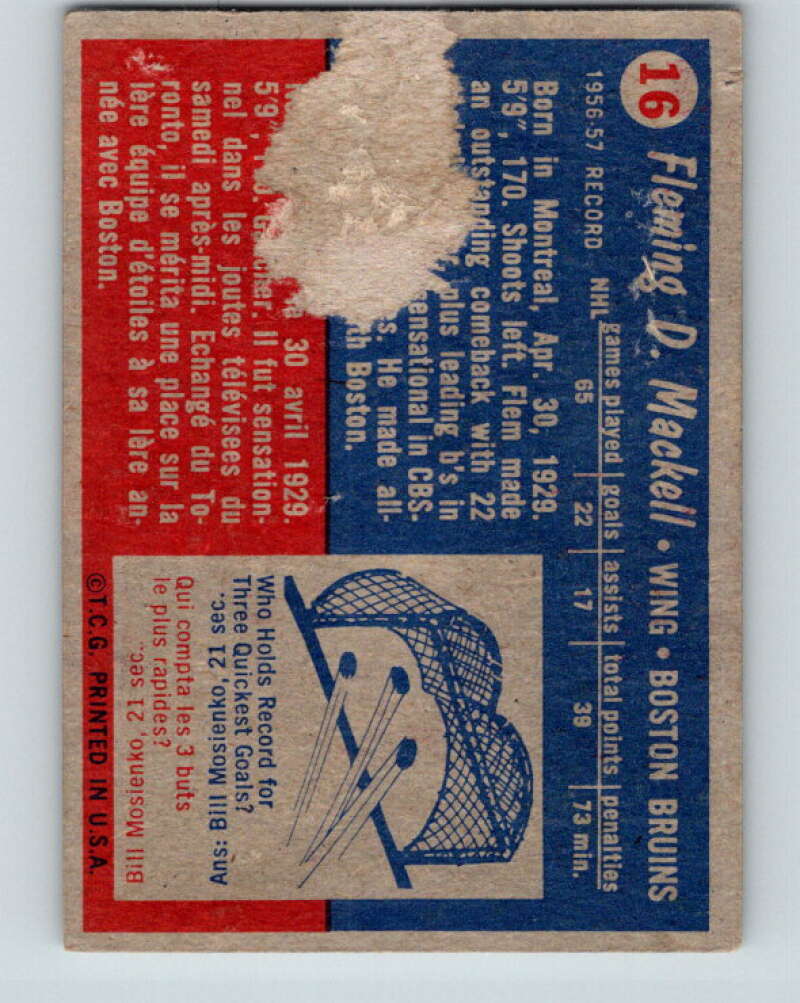 16 Fleming D. Mackell • WING • BOSTON BRUINS
games played | goals | assists | total points | penalties
1956-57 RECORD NHL 65 22 17 39 73 min.
Born in Montreal, Apr. 30, 1929.
5'9", 170. Shoots left. Flem made
an outstanding comeback with 22
plus leading b's in
ensational in CBS-
s. He made all-
th Boston.
30 avril 1929.
5'9", Gaucher. Il fut sensation-
nel dans les joutes télévisees du
samedi après-midi. Echangé du To-
ronto, il se mérita une place sur la
lère équipe d'étoiles à sa lère an-
née avec Boston.
Who Holds Record for
Three Quickest Goals?
Ans: Bill Mosienko, 21 sec.
Qui compta les 3 buts
le plus rapides?
Bill Mosienko, 21 sec..
©T.C.G. PRINTED IN U.S.A.